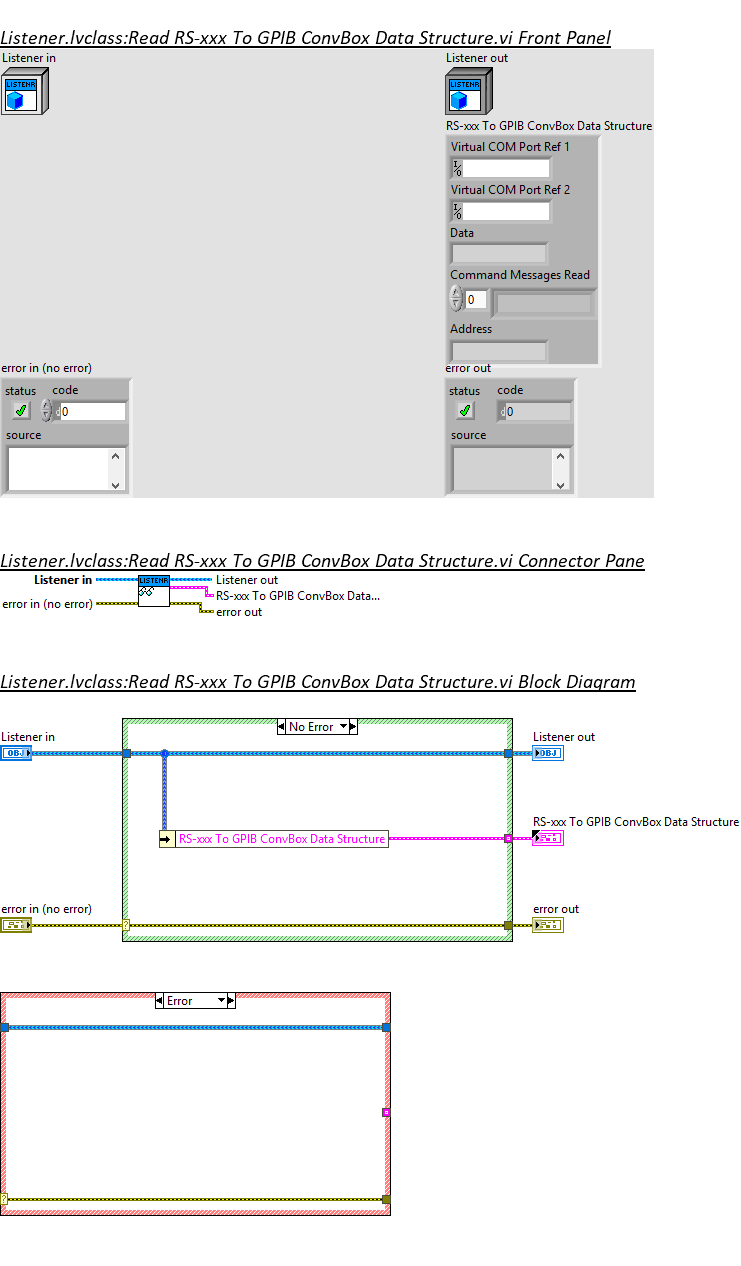 Listener.lvclass:Read RS-xxx To GPIB ConvBox Data Structure.vi Front Panel
Listener in
LISTENR
Listener out
LISTENR
RS-xxx To GPIB ConvBox Data Structure
Virtual COM Port Ref 1
I/O
Virtual COM Port Ref 2
I/O
Data
Command Messages Read
0
Address
error in (no error)
status code
d 0
source
error out
status code
d 0
source
Listener.lvclass:Read RS-xxx To GPIB ConvBox Data Structure.vi Connector Pane
Listener in
LISTENR
Listener out
RS-xxx To GPIB ConvBox Data...
error in (no error)
error out
Listener.lvclass:Read RS-xxx To GPIB ConvBox Data Structure.vi Block Diagram
No Error
Listener in
OBJ
Listener out
OBJ
RS-xxx To GPIB ConvBox Data Structure
RS-xxx To GPIB ConvBox Data Structure
error in (no error)
?
error out
Error
?